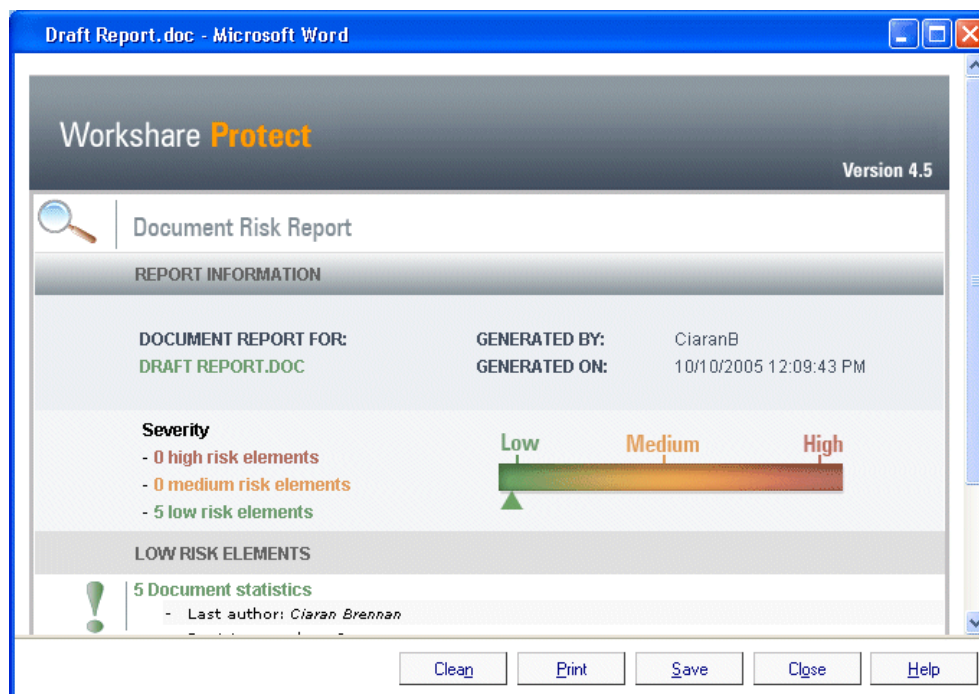 Draft Report.doc - Microsoft Word
Workshare Protect
Version 4.5
Document Risk Report
REPORT INFORMATION
DOCUMENT REPORT FOR: GENERATED BY: CiaranB
DRAFT REPORT.DOC GENERATED ON: 10/10/2005 12:09:43 PM
Severity
- 0 high risk elements
- 0 medium risk elements
- 5 low risk elements
Low Medium High
LOW RISK ELEMENTS
5 Document statistics
- Last author: Ciaran Brennan
Clean Print Save Close Help